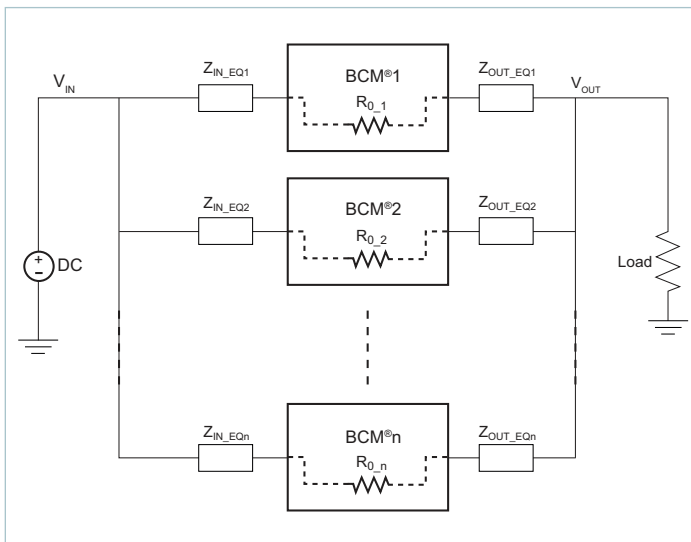 V_IN
Z_IN_EQ1
BCM®1
R_0_1
Z_OUT_EQ1
V_OUT
Z_IN_EQ2
BCM®2
R_0_2
Z_OUT_EQ2
+
–
DC
Load
Z_IN_EQn
BCM®n
R_0_n
Z_OUT_EQn